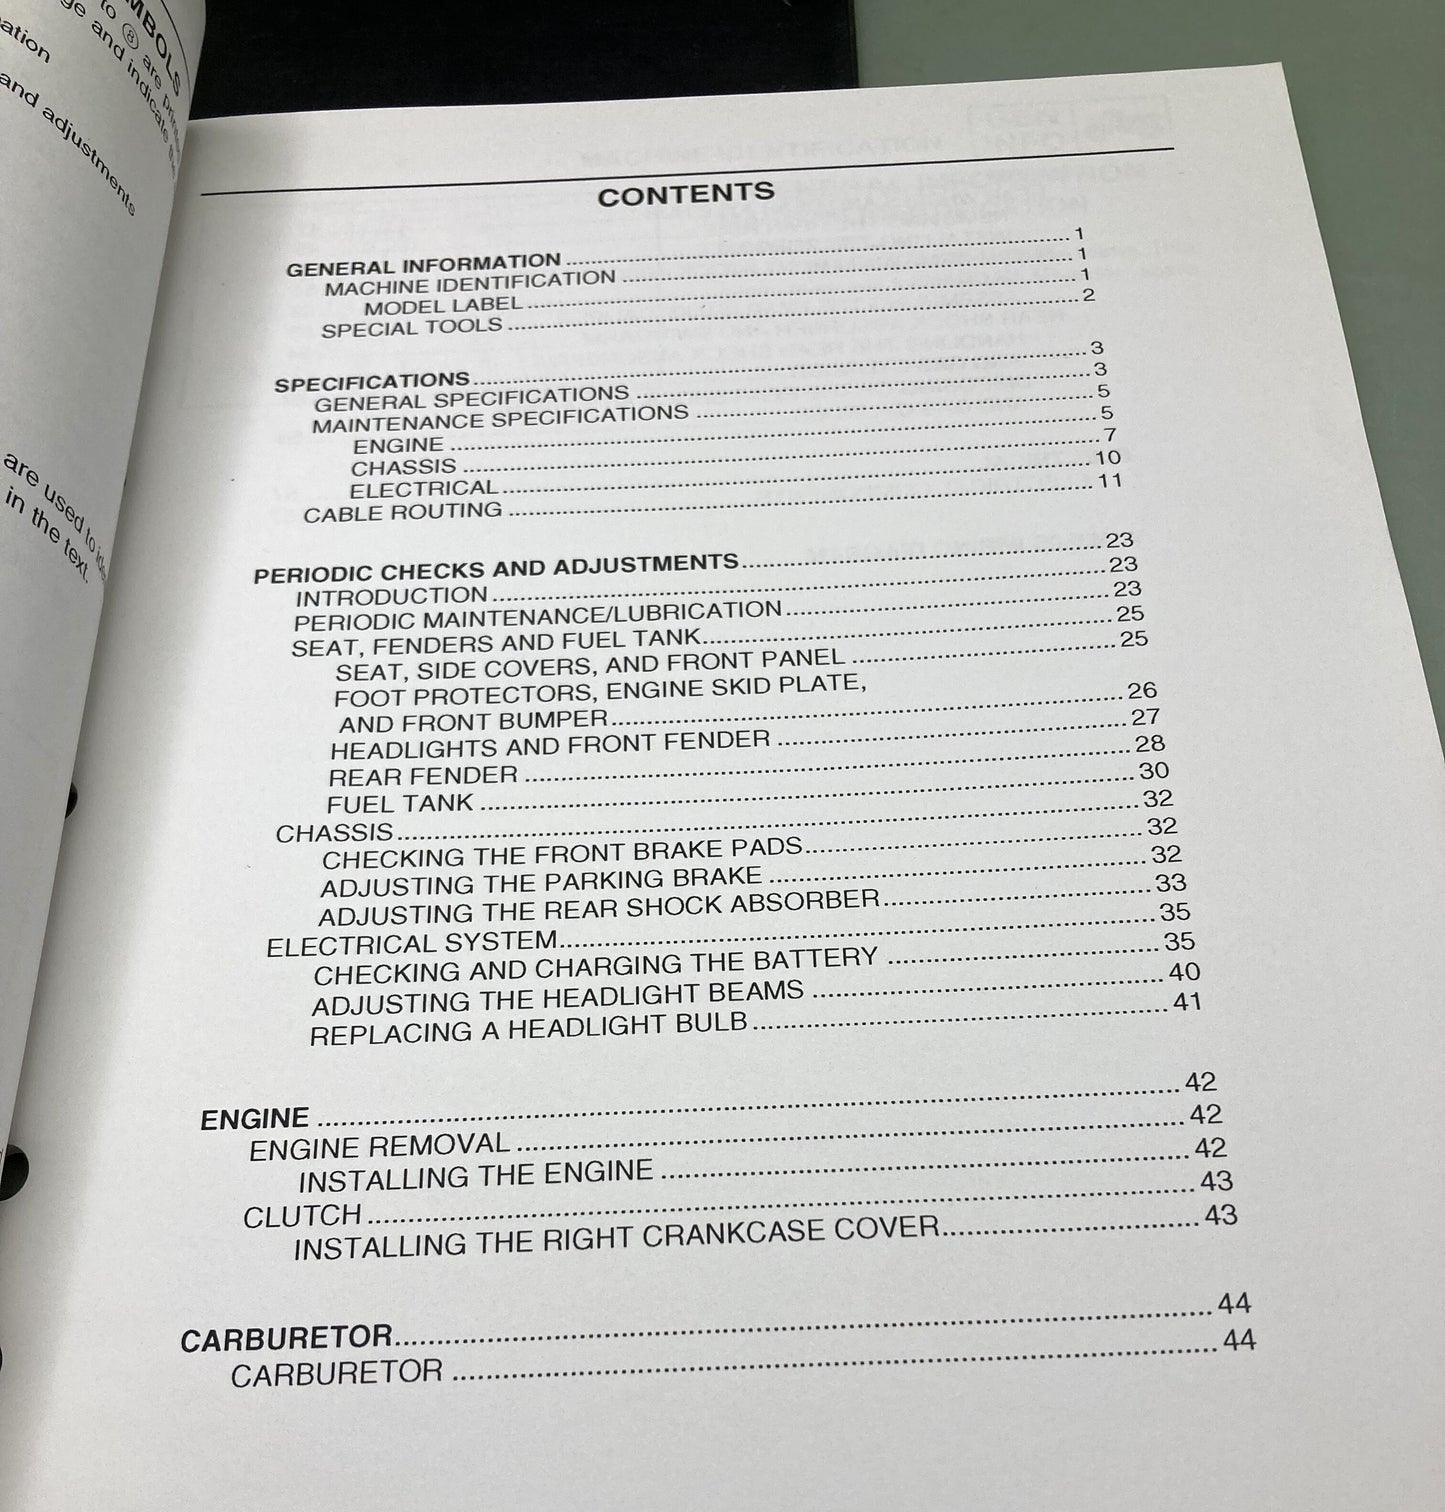 to ⑧ are
and indicate
and adjustments
are used to
in the text.
CONTENTS
GENERAL INFORMATION ........ 1
MACHINE IDENTIFICATION ........ 1
MODEL LABEL ........ 1
SPECIAL TOOLS ........ 2
SPECIFICATIONS ........ 3
GENERAL SPECIFICATIONS ........ 3
MAINTENANCE SPECIFICATIONS ........ 5
ENGINE ........ 5
CHASSIS ........ 7
ELECTRICAL ........ 10
CABLE ROUTING ........ 11
PERIODIC CHECKS AND ADJUSTMENTS ........ 23
INTRODUCTION ........ 23
PERIODIC MAINTENANCE/LUBRICATION ........ 23
SEAT, FENDERS AND FUEL TANK ........ 25
SEAT, SIDE COVERS, AND FRONT PANEL ........ 25
FOOT PROTECTORS, ENGINE SKID PLATE,
AND FRONT BUMPER ........ 26
HEADLIGHTS AND FRONT FENDER ........ 27
REAR FENDER ........ 28
FUEL TANK ........ 30
CHASSIS ........ 32
CHECKING THE FRONT BRAKE PADS ........ 32
ADJUSTING THE PARKING BRAKE ........ 32
ADJUSTING THE REAR SHOCK ABSORBER ........ 33
ELECTRICAL SYSTEM ........ 35
CHECKING AND CHARGING THE BATTERY ........ 35
ADJUSTING THE HEADLIGHT BEAMS ........ 40
REPLACING A HEADLIGHT BULB ........ 41
ENGINE ........ 42
ENGINE REMOVAL ........ 42
INSTALLING THE ENGINE ........ 42
CLUTCH ........ 43
INSTALLING THE RIGHT CRANKCASE COVER ........ 43
CARBURETOR ........ 44
CARBURETOR ........ 44